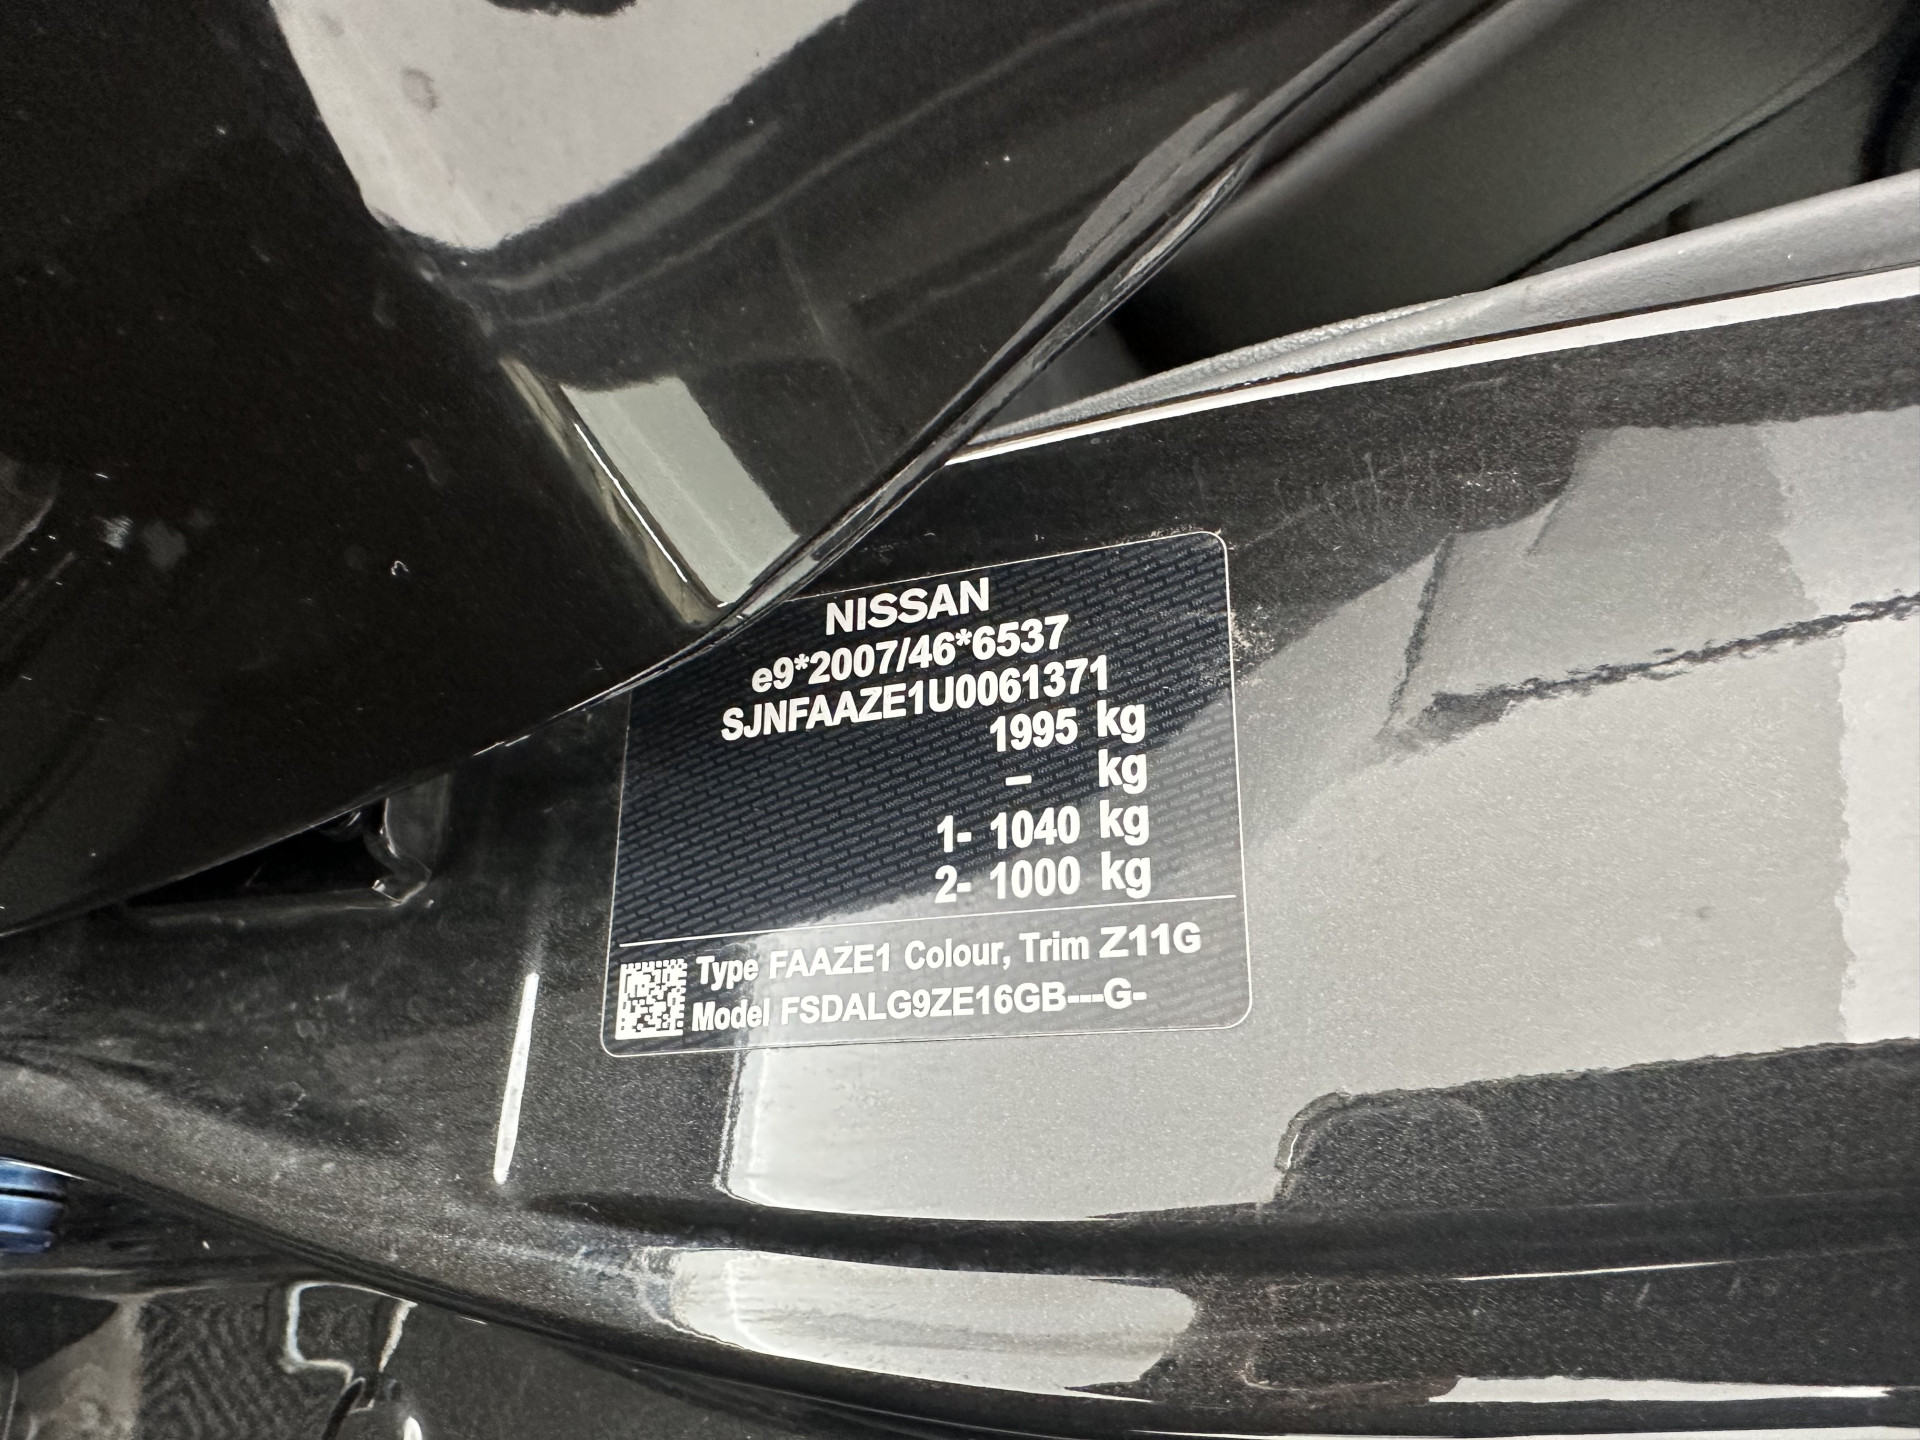 NISSAN
e9*2007/46*6537
SJNFAAZE1U0061371
1995 kg
– kg
1- 1040 kg
2- 1000 kg
Type FAAZE1 Colour, Trim Z11G
Model FSDALG9ZE16GB---G-